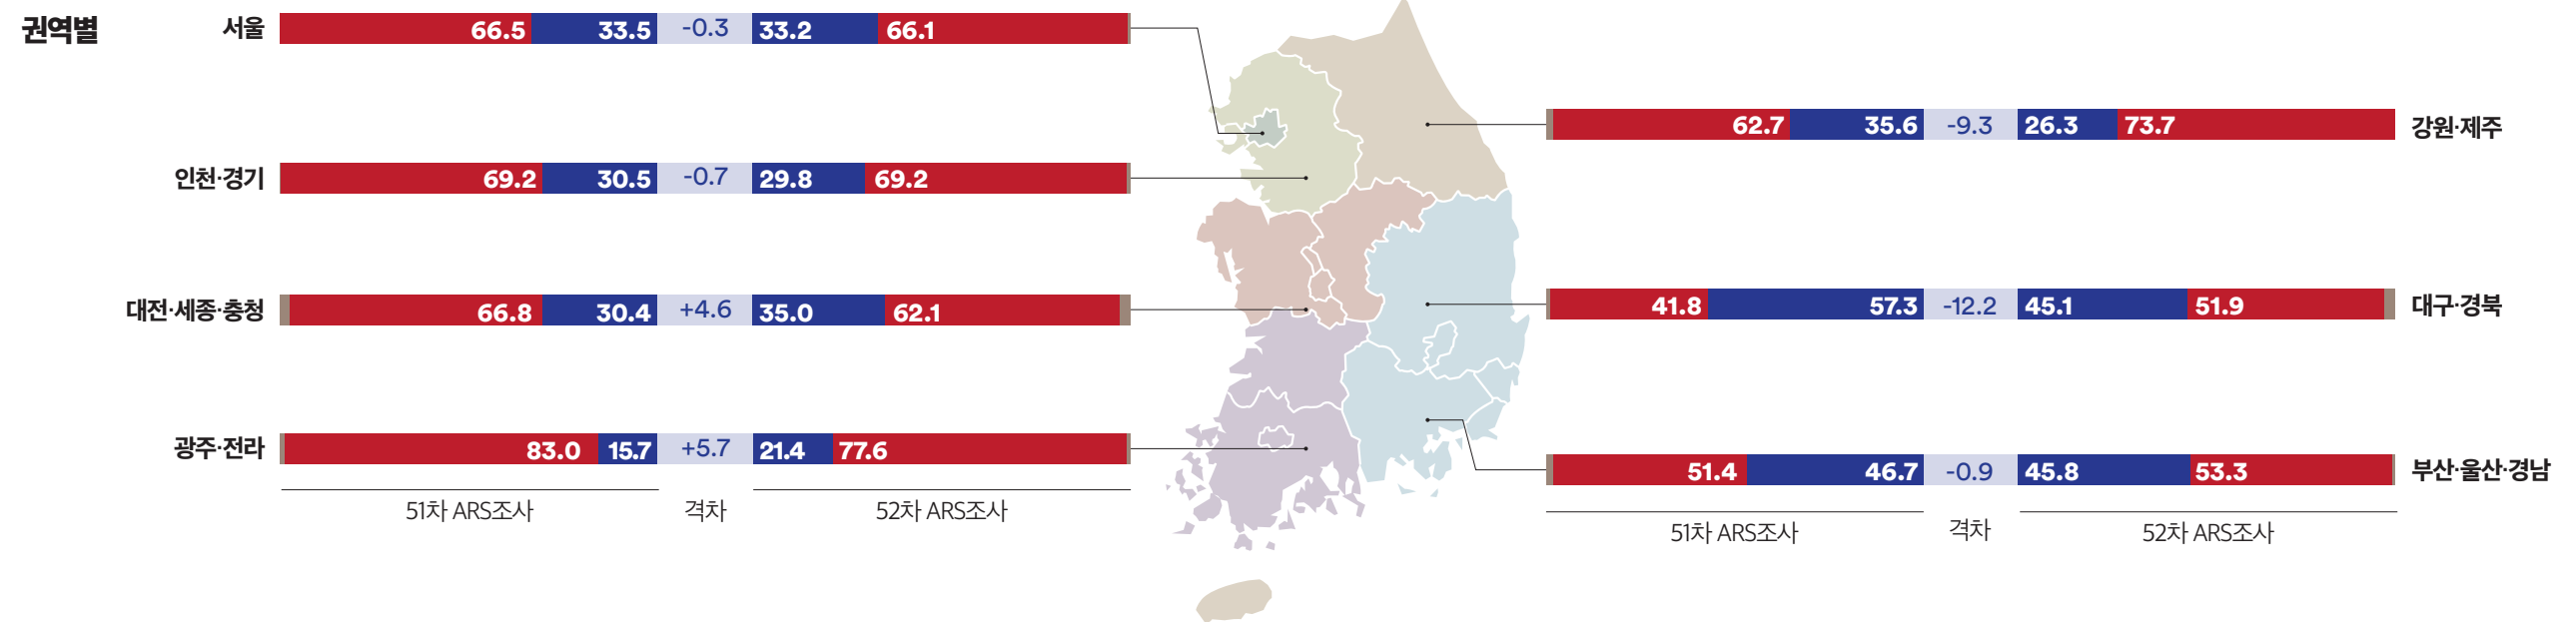 권역별
서울 66.5 33.5 -0.3 33.2 66.1
인천·경기 69.2 30.5 -0.7 29.8 69.2
대전·세종·충청 66.8 30.4 +4.6 35.0 62.1
광주·전라 83.0 15.7 +5.7 21.4 77.6
51차 ARS조사 격차 52차 ARS조사
62.7 35.6 -9.3 26.3 73.7 강원·제주
41.8 57.3 -12.2 45.1 51.9 대구·경북
51.4 46.7 -0.9 45.8 53.3 부산·울산·경남
51차 ARS조사 격차 52차 ARS조사